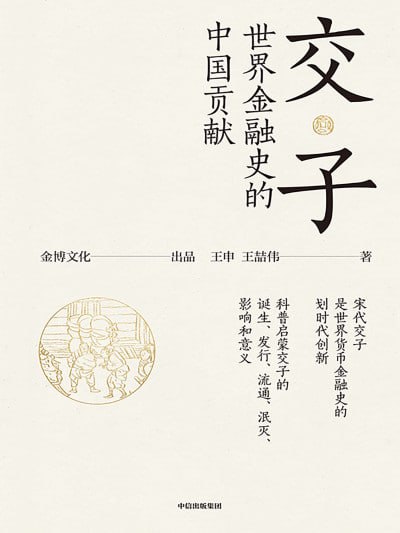 交子
世界金融史的
中国贡献
金博文化 出品 王申 王喆伟 著
宋代交子
是世界货币金融史的
划时代创新
科普启蒙交子的
诞生、发行、流通、泯灭、
影响和意义
中信出版集团